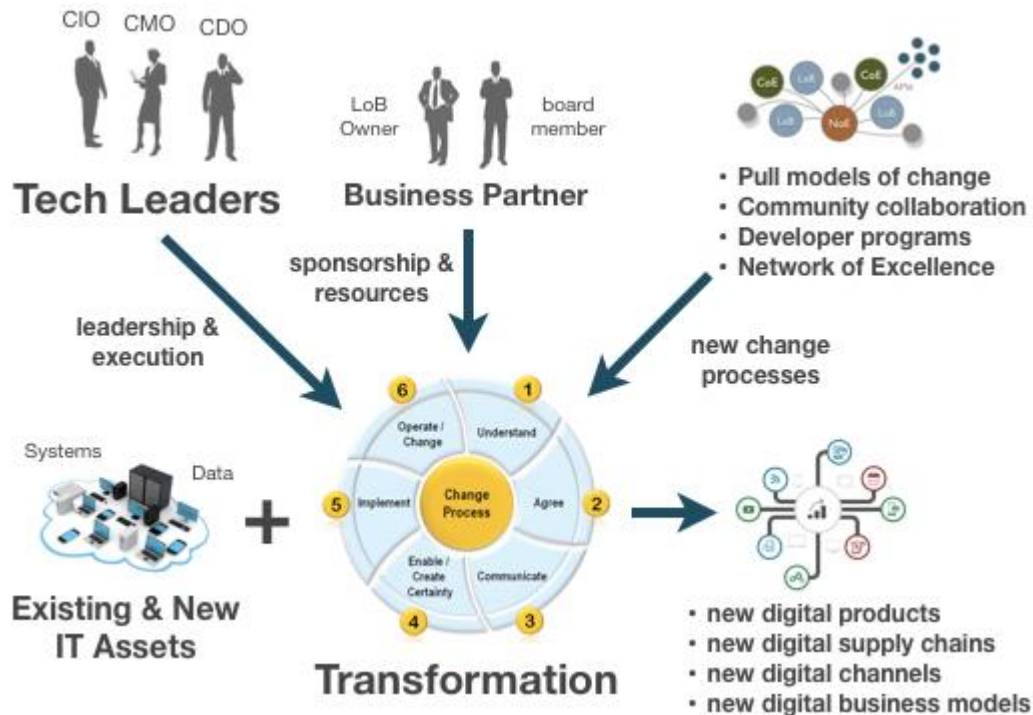 CIO
CMO
CDO
Tech Leaders
LoB
Owner
board
member
Business Partner
CoE
LoB
CoE
APIs
LoB
NoE
LoB
• Pull models of change
• Community collaboration
• Developer programs
• Network of Excellence
leadership &
execution
sponsorship &
resources
new change
processes
Systems
Data
+
Existing & New
IT Assets
6
1
Operate /
Change
Understand
5
Implement
Change
Process
Agree
2
Enable /
Create
Certainty
Communicate
4
3
Transformation
• new digital products
• new digital supply chains
• new digital channels
• new digital business models